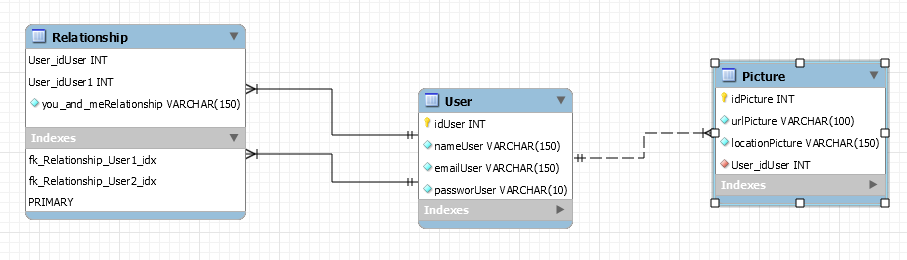 Relationship
User_idUser INT
User_idUser1 INT
you_and_meRelationship VARCHAR(150)
Indexes
fk_Relationship_User1_idx
fk_Relationship_User2_idx
PRIMARY
User
idUser INT
nameUser VARCHAR(150)
emailUser VARCHAR(150)
passworUser VARCHAR(10)
Indexes
Picture
idPicture INT
urlPicture VARCHAR(100)
locationPicture VARCHAR(150)
User_idUser INT
Indexes